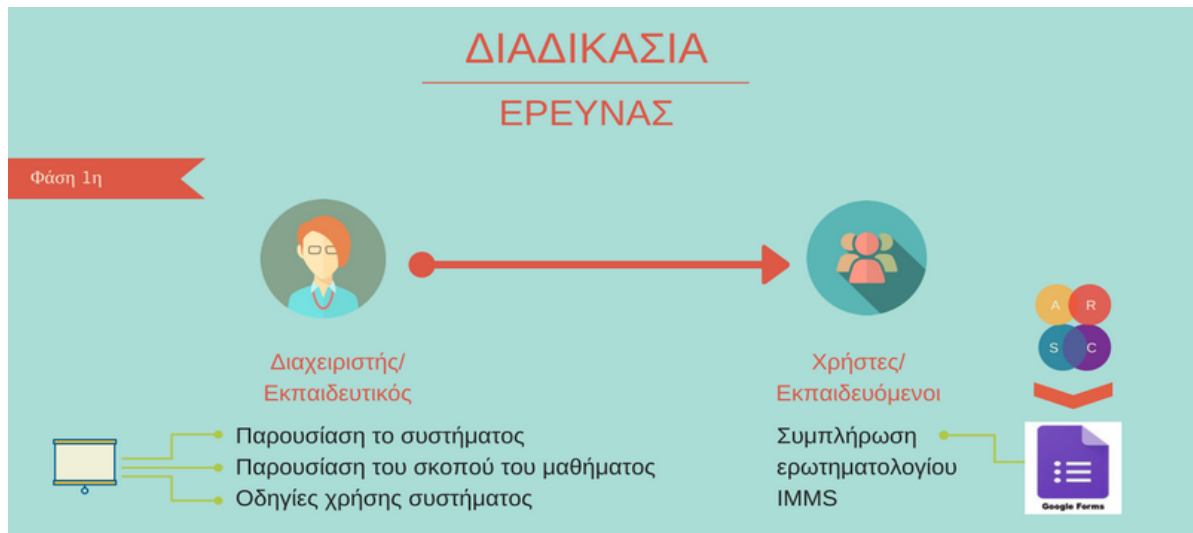 ΔΙΑΔΙΚΑΣΙΑ
ΕΡΕΥΝΑΣ
Φάση 1η
Διαχειριστής/
Εκπαιδευτικός
Παρουσίαση το συστήματος
Παρουσίαση του σκοπού του μαθήματος
Οδηγίες χρήσης συστήματος
Χρήστες/
Εκπαιδευόμενοι
Συμπλήρωση
ερωτηματολογίου
IMMS
A R
S C
Google Forms